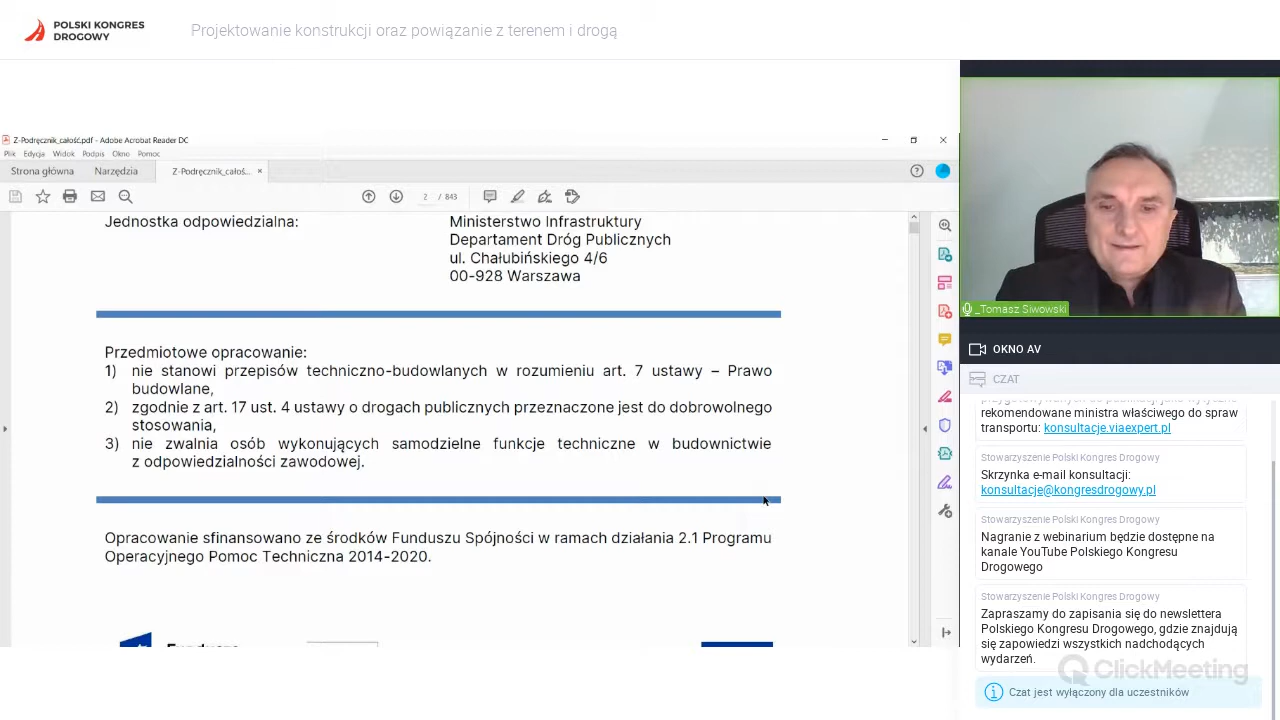 POLSKI KONGRES
DROGOWY
Projektowanie konstrukcji oraz powiązanie z terenem i drogą
Z-Podręcznik_całość.pdf - Adobe Acrobat Reader DC
Plik Edycja Widok Podpis Okno Pomoc
Strona główna Narzędzia Z-Podręcznik_całoś... ×
2 / 843
Jednostka odpowiedzialna: Ministerstwo Infrastruktury
Departament Dróg Publicznych
ul. Chałubińskiego 4/6
00-928 Warszawa
Przedmiotowe opracowanie:
1) nie stanowi przepisów techniczno-budowlanych w rozumieniu art. 7 ustawy – Prawo
budowlane,
2) zgodnie z art. 17 ust. 4 ustawy o drogach publicznych przeznaczone jest do dobrowolnego
stosowania,
3) nie zwalnia osób wykonujących samodzielne funkcje techniczne w budownictwie
z odpowiedzialności zawodowej.
Opracowanie sfinansowano ze środków Funduszu Spójności w ramach działania 2.1 Programu
Operacyjnego Pomoc Techniczna 2014-2020.
_Tomasz Siwowski
OKNO AV
CZAT
rekomendowane ministra właściwego do spraw
transportu: konsultacje.viaexpert.pl
Stowarzyszenie Polski Kongres Drogowy
Skrzynka e-mail konsultacji:
konsultacje@kongresdrogowy.pl
Stowarzyszenie Polski Kongres Drogowy
Nagranie z webinarium będzie dostępne na
kanale YouTube Polskiego Kongresu
Drogowego
Stowarzyszenie Polski Kongres Drogowy
Zapraszamy do zapisania się do newslettera
Polskiego Kongresu Drogowego, gdzie znajdują
się zapowiedzi wszystkich nadchodzących
wydarzeń.
ClickMeeting
Czat jest wyłączony dla uczestników